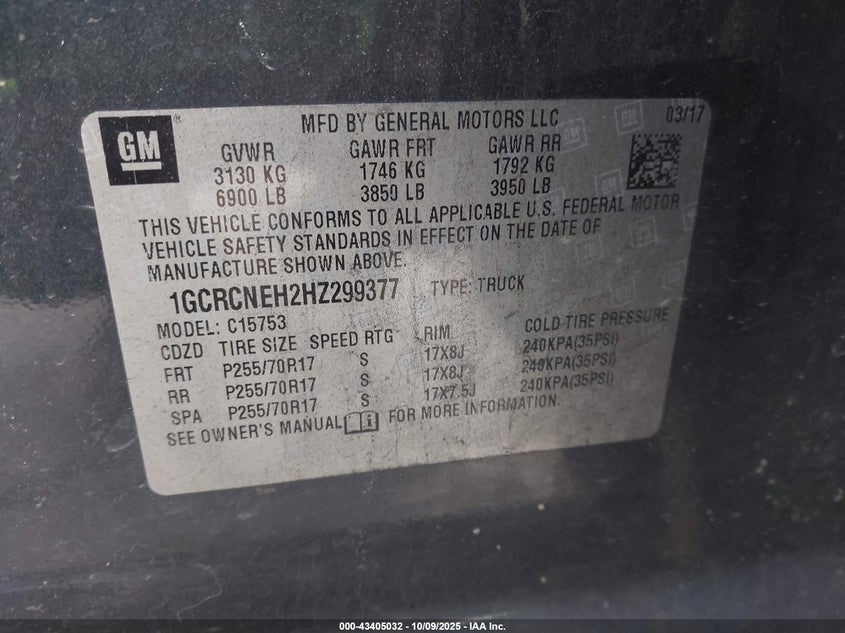 GM
MFD BY GENERAL MOTORS LLC 03/17
GVWR GAWR FRT GAWR RR
3130 KG 1746 KG 1792 KG
6900 LB 3850 LB 3950 LB
THIS VEHICLE CONFORMS TO ALL APPLICABLE U.S. FEDERAL MOTOR
VEHICLE SAFETY STANDARDS IN EFFECT ON THE DATE OF
MANUFACTURE SHOWN ABOVE.
1GCRCNEH2HZ299377 TYPE: TRUCK
MODEL: C15753
CDZD TIRE SIZE SPEED RTG RIM COLD TIRE PRESSURE
FRT P255/70R17 S 17X8J 240KPA(35PSI)
RR P255/70R17 S 17X8J 240KPA(35PSI)
SPA P255/70R17 S 17X7.5J 240KPA(35PSI)
SEE OWNER'S MANUAL FOR MORE INFORMATION.
000-43405032 - 10/09/2025 - IAA Inc.